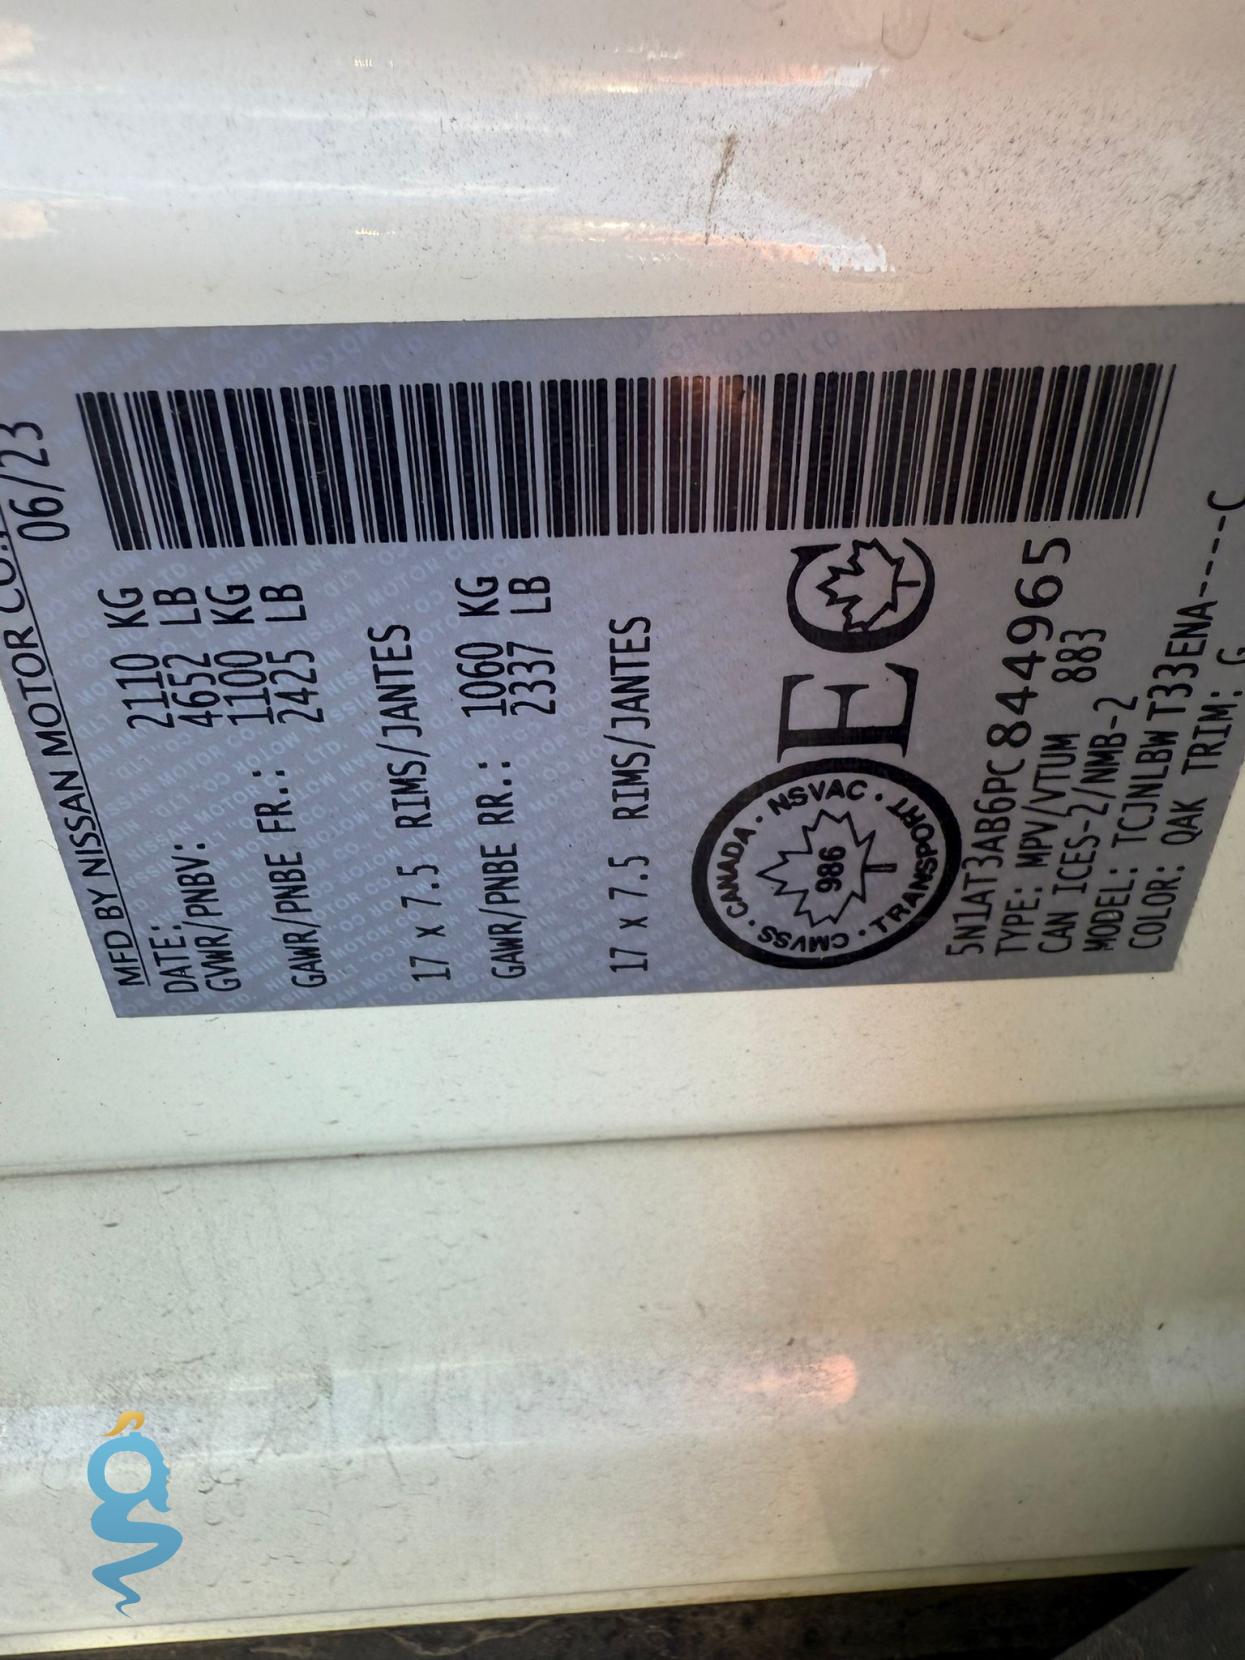 MFD BY NISSAN MOTOR CO.
DATE: 06/23
GVWR/PNBV: 2110 KG
4652 LB
GAWR/PNBE FR.: 1100 KG
2425 LB
17 x 7.5 RIMS/JANTES
GAWR/PNBE RR.: 1060 KG
2337 LB
17 x 7.5 RIMS/JANTES
CANADA · NSVAC · TRANSPORT · CMVSS
986
EC
5N1AT3AB6PC844965
TYPE: MPV/VTUM
CAN ICES-2/NMB-2 883
MODEL: TCJNLBWT33ENA-----C
COLOR: QAK TRIM: G